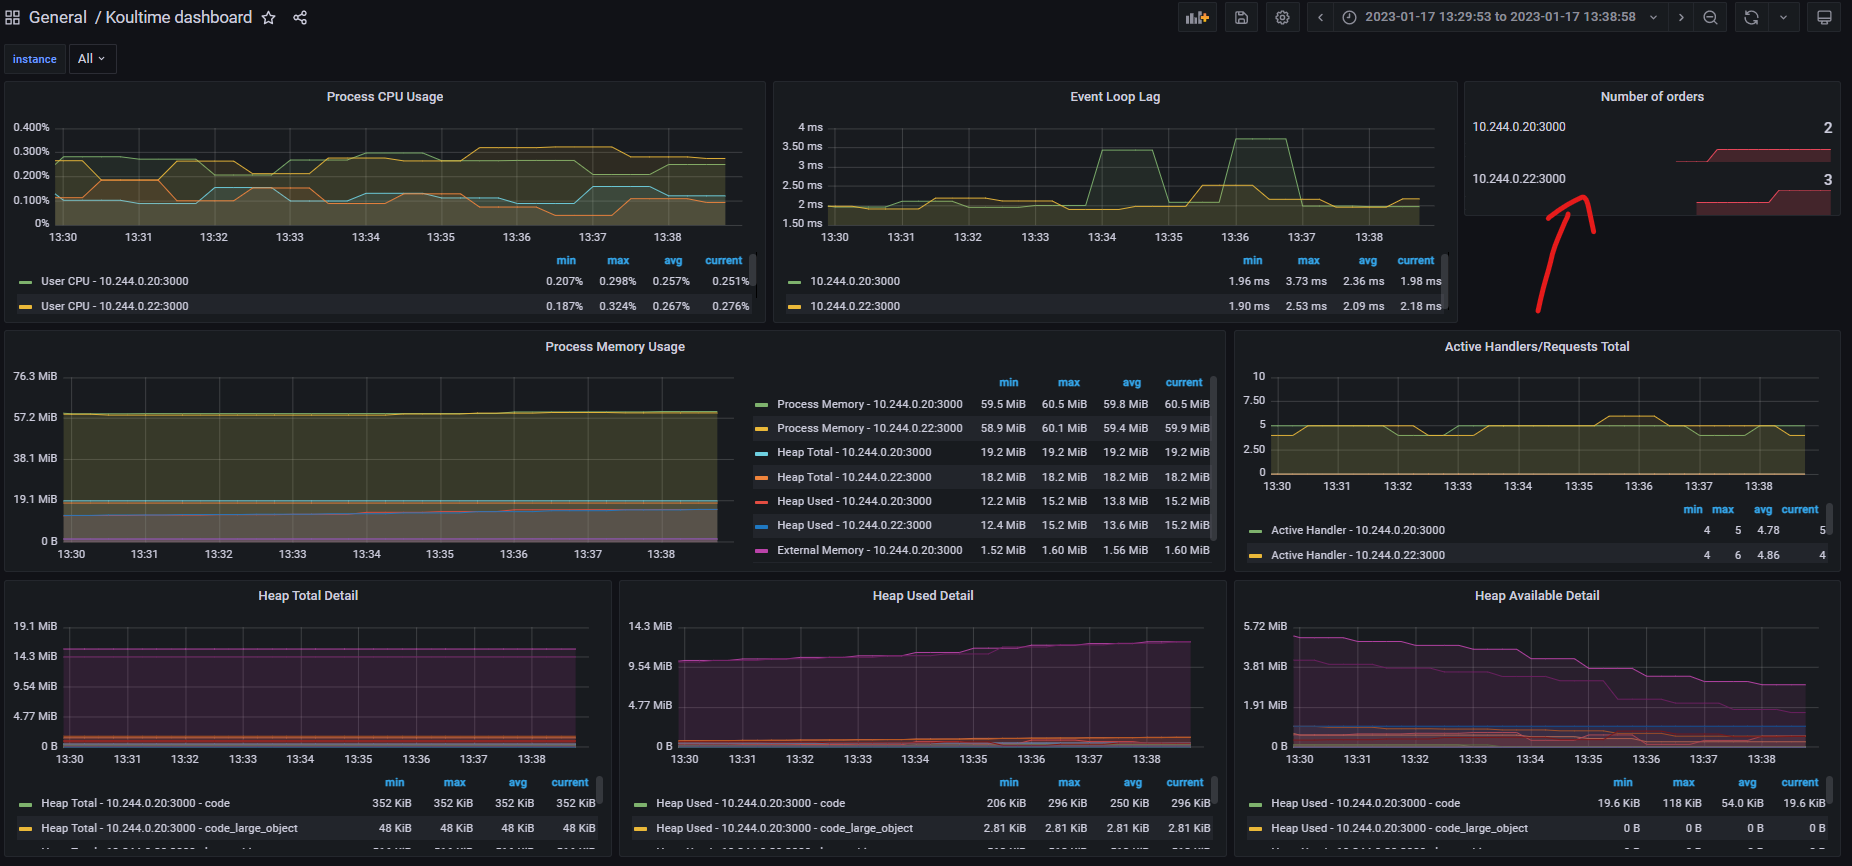 General / Koultime dashboard
2023-01-17 13:29:53 to 2023-01-17 13:38:58
instance All
Process CPU Usage
0.400%
0.300%
0.200%
0.100%
0%
13:30 13:31 13:32 13:33 13:34 13:35 13:36 13:37 13:38
min max avg current
User CPU - 10.244.0.20:3000 0.207% 0.298% 0.257% 0.251%
User CPU - 10.244.0.22:3000 0.187% 0.324% 0.267% 0.276%
Event Loop Lag
4 ms
3.50 ms
3 ms
2.50 ms
2 ms
1.50 ms
13:30 13:31 13:32 13:33 13:34 13:35 13:36 13:37 13:38
min max avg current
10.244.0.20:3000 1.96 ms 3.73 ms 2.36 ms 1.98 ms
10.244.0.22:3000 1.90 ms 2.53 ms 2.09 ms 2.18 ms
Number of orders
10.244.0.20:3000 2
10.244.0.22:3000 3
Process Memory Usage
76.3 MiB
57.2 MiB
38.1 MiB
19.1 MiB
0 B
13:30 13:31 13:32 13:33 13:34 13:35 13:36 13:37 13:38
min max avg current
Process Memory - 10.244.0.20:3000 59.5 MiB 60.5 MiB 59.8 MiB 60.5 MiB
Process Memory - 10.244.0.22:3000 58.9 MiB 60.1 MiB 59.4 MiB 59.9 MiB
Heap Total - 10.244.0.20:3000 19.2 MiB 19.2 MiB 19.2 MiB 19.2 MiB
Heap Total - 10.244.0.22:3000 18.2 MiB 18.2 MiB 18.2 MiB 18.2 MiB
Heap Used - 10.244.0.20:3000 12.2 MiB 15.2 MiB 13.8 MiB 15.2 MiB
Heap Used - 10.244.0.22:3000 12.4 MiB 15.2 MiB 13.6 MiB 15.2 MiB
External Memory - 10.244.0.20:3000 1.52 MiB 1.60 MiB 1.56 MiB 1.60 MiB
Active Handlers/Requests Total
10
7.50
5
2.50
0
13:30 13:31 13:32 13:33 13:34 13:35 13:36 13:37 13:38
min max avg current
Active Handler - 10.244.0.20:3000 4 5 4.78 5
Active Handler - 10.244.0.22:3000 4 6 4.86 4
Heap Total Detail
19.1 MiB
14.3 MiB
9.54 MiB
4.77 MiB
0 B
13:30 13:31 13:32 13:33 13:34 13:35 13:36 13:37 13:38
min max avg current
Heap Total - 10.244.0.20:3000 - code 352 KiB 352 KiB 352 KiB 352 KiB
Heap Total - 10.244.0.20:3000 - code_large_object 48 KiB 48 KiB 48 KiB 48 KiB
Heap Used Detail
14.3 MiB
9.54 MiB
4.77 MiB
0 B
13:30 13:31 13:32 13:33 13:34 13:35 13:36 13:37 13:38
min max avg current
Heap Used - 10.244.0.20:3000 - code 206 KiB 296 KiB 250 KiB 296 KiB
Heap Used - 10.244.0.20:3000 - code_large_object 2.81 KiB 2.81 KiB 2.81 KiB 2.81 KiB
Heap Available Detail
5.72 MiB
3.81 MiB
1.91 MiB
0 B
13:30 13:31 13:32 13:33 13:34 13:35 13:36 13:37 13:38
min max avg current
Heap Used - 10.244.0.20:3000 - code 19.6 KiB 118 KiB 54.0 KiB 19.6 KiB
Heap Used - 10.244.0.20:3000 - code_large_object 0 B 0 B 0 B 0 B